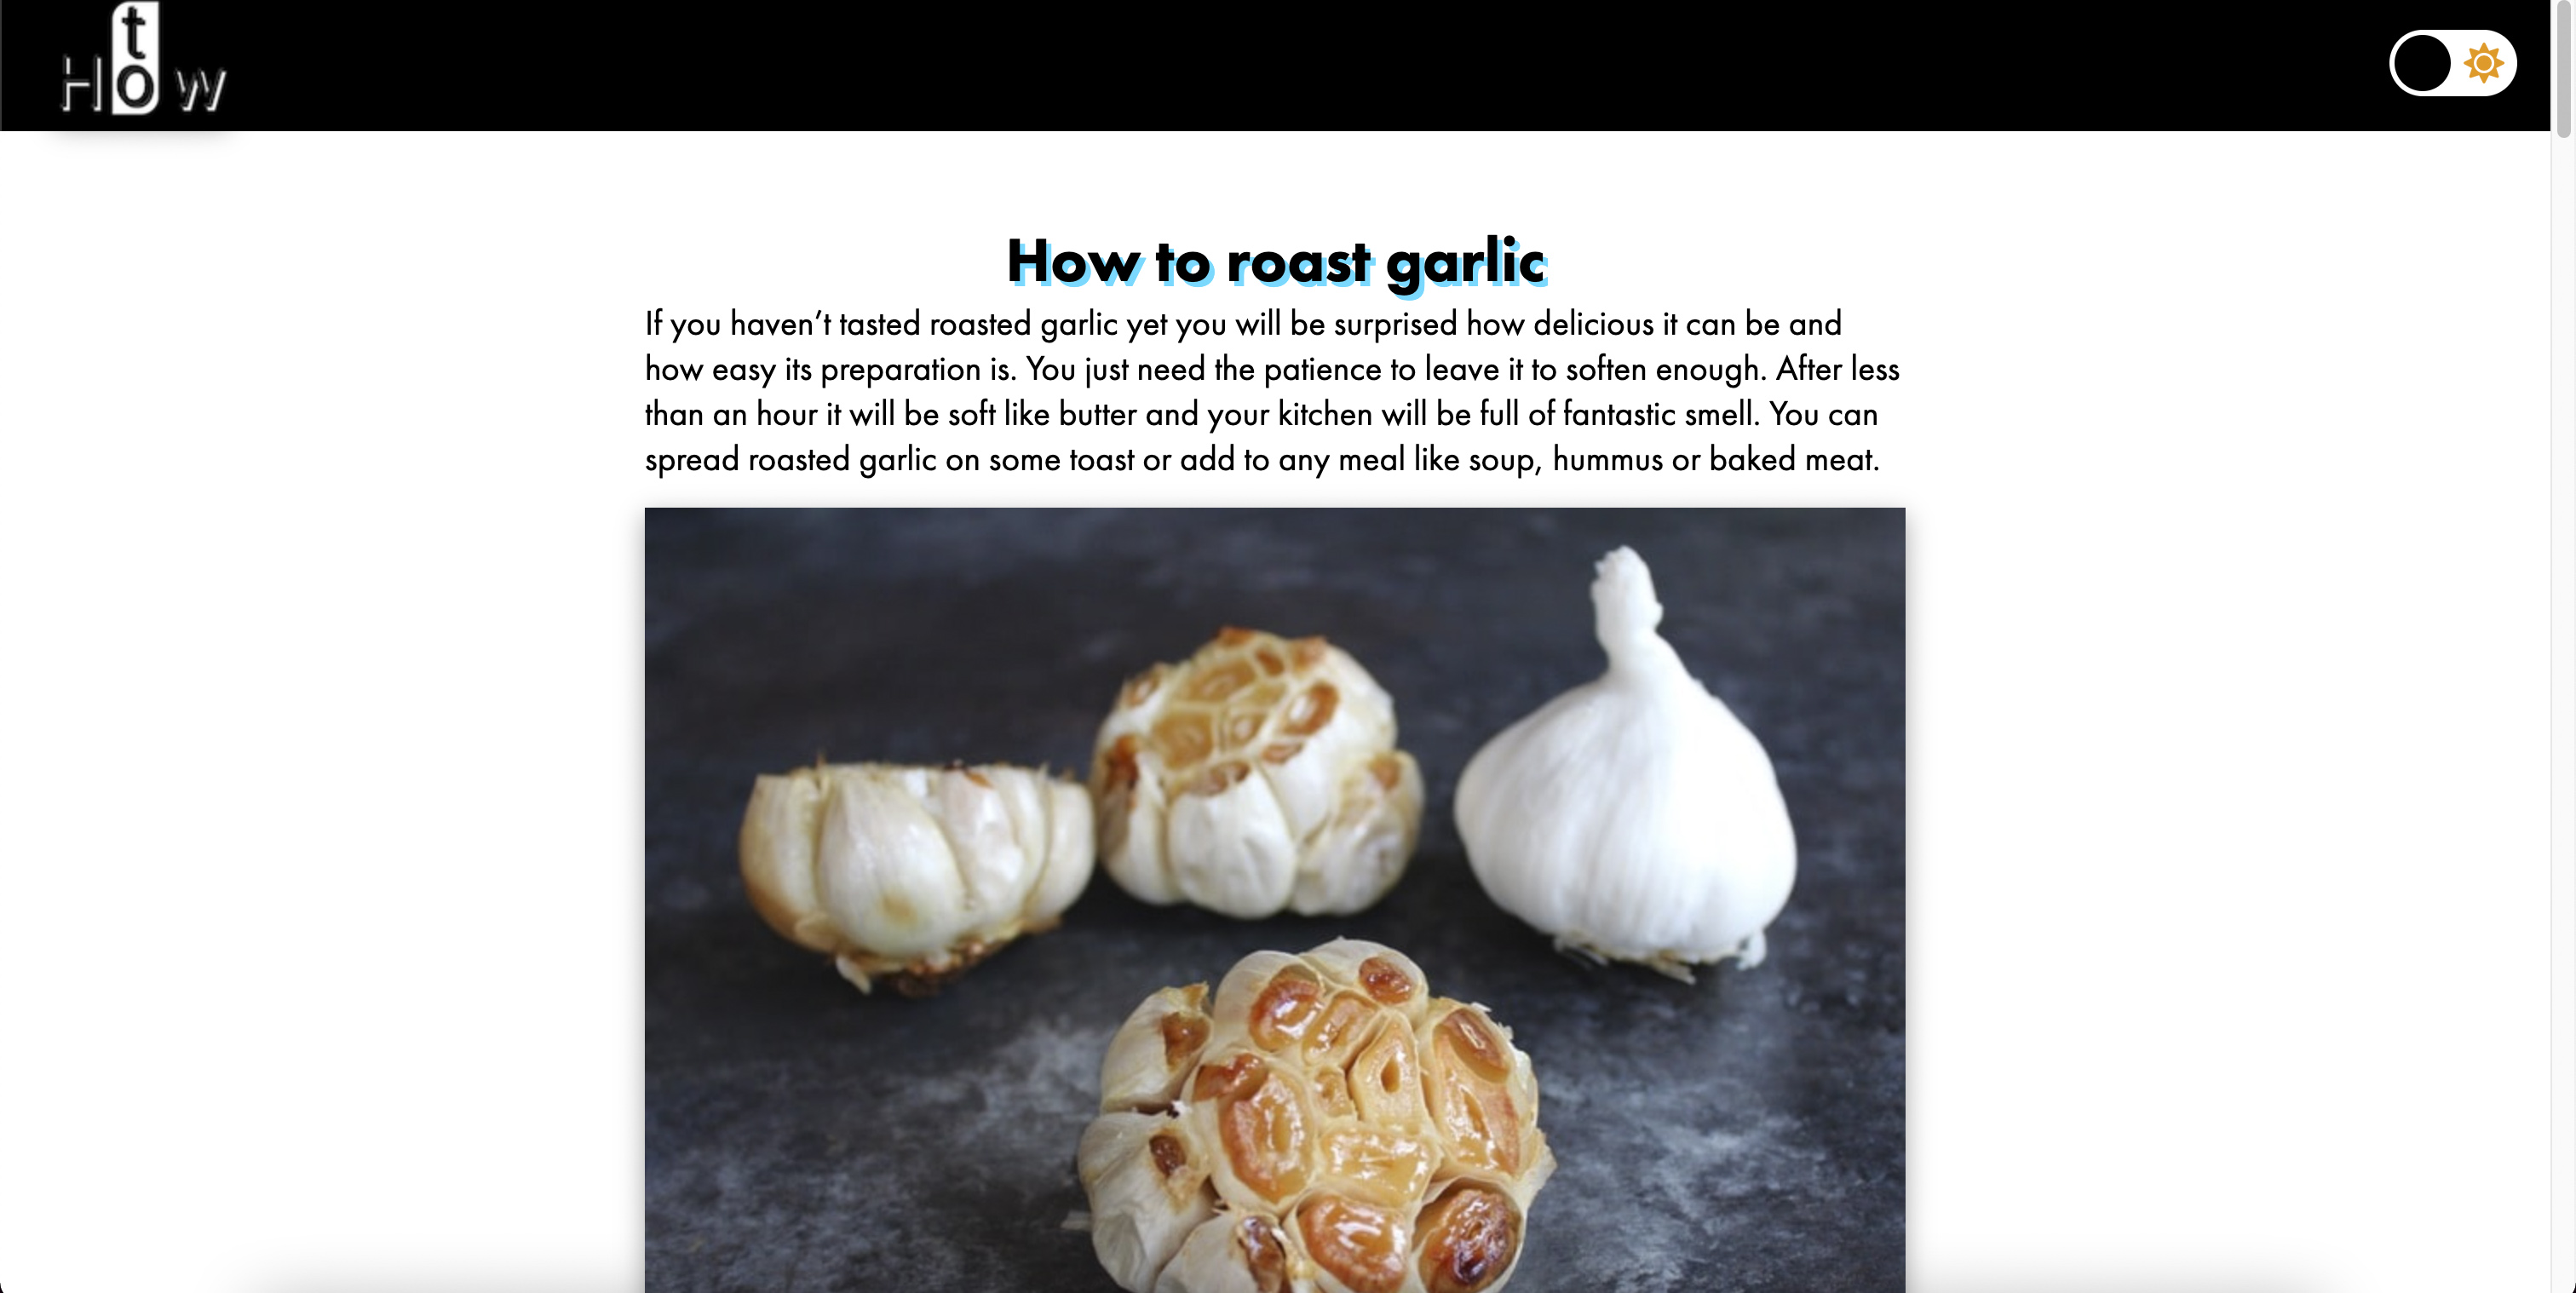 How
to
How to roast garlic
If you haven’t tasted roasted garlic yet you will be surprised how delicious it can be and
how easy its preparation is. You just need the patience to leave it to soften enough. After less
than an hour it will be soft like butter and your kitchen will be full of fantastic smell. You can
spread roasted garlic on some toast or add to any meal like soup, hummus or baked meat.